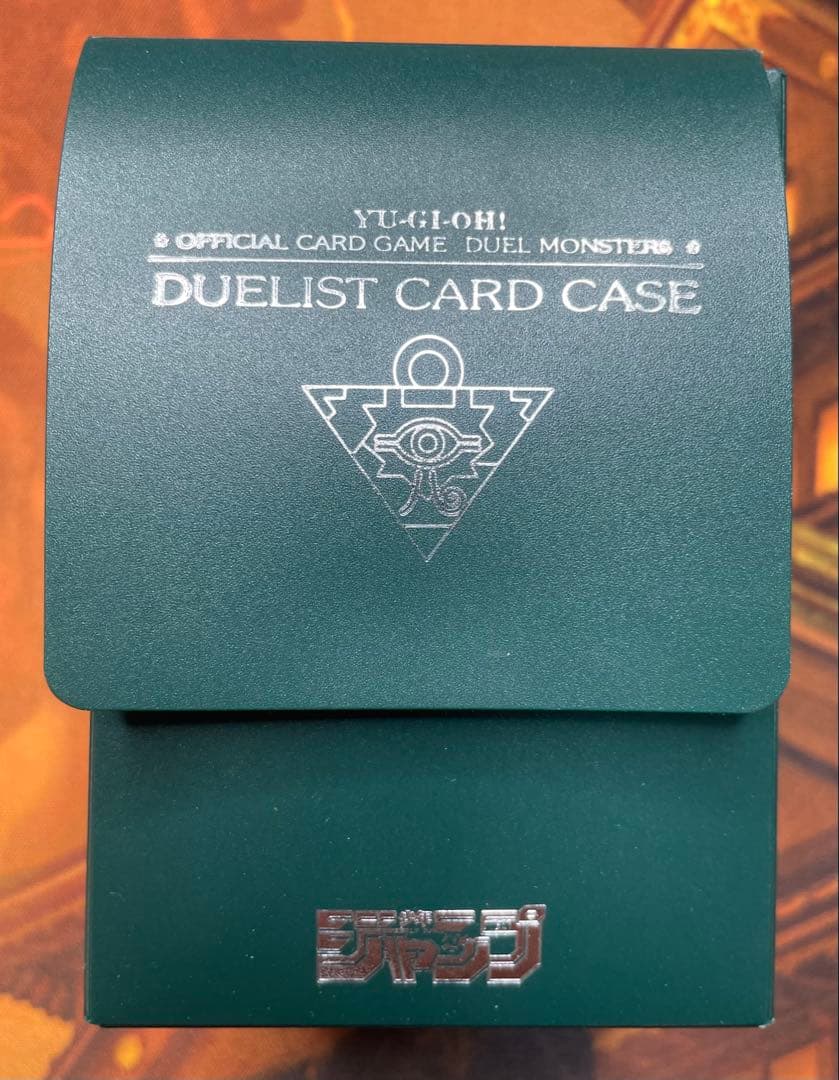 YU-GI-OH!
OFFICIAL CARD GAME DUEL MONSTERS
DUELIST CARD CASE
ジャンプ